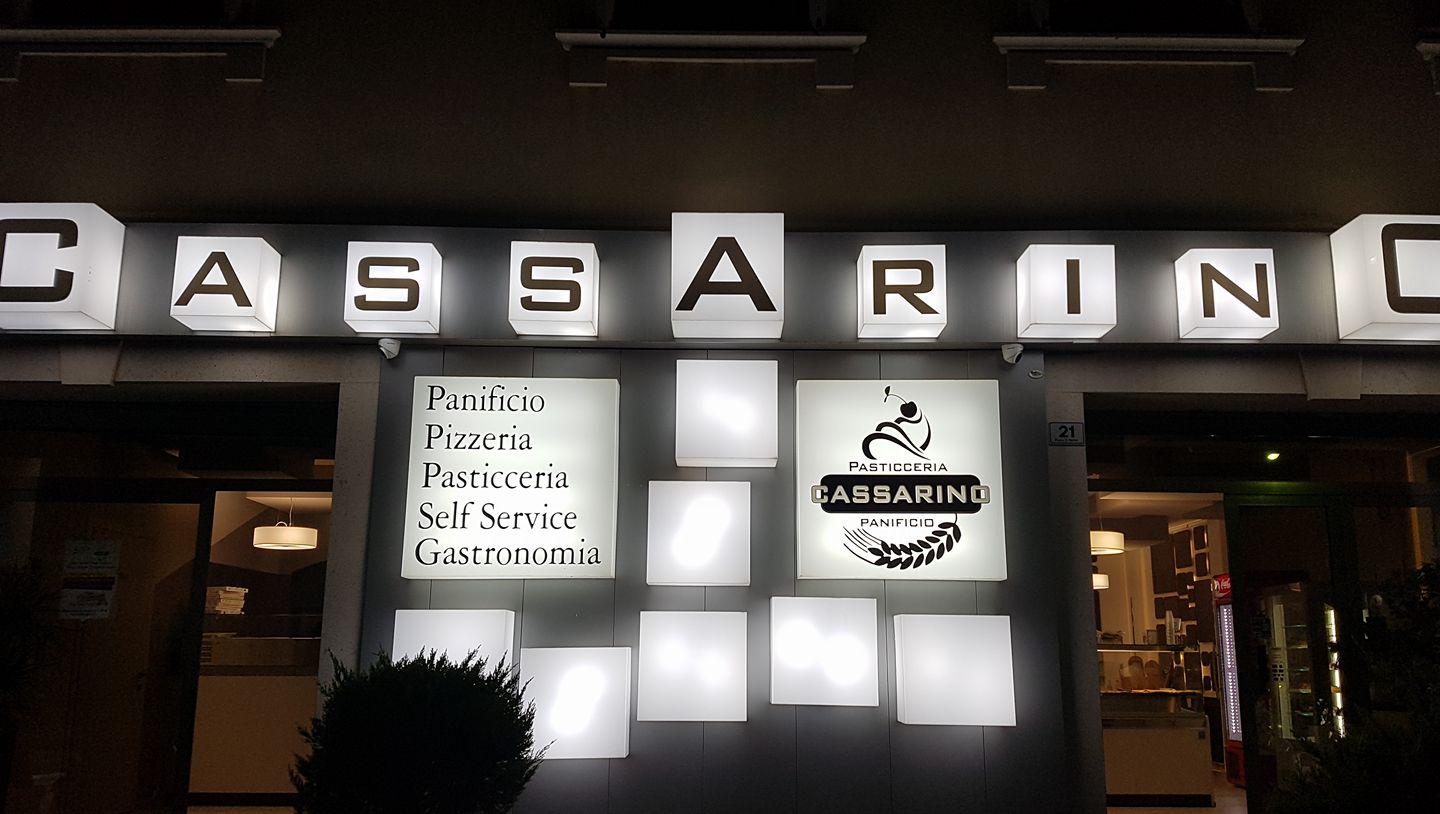 CASSARINO
Panificio
Pizzeria
Pasticceria
Self Service
Gastronomia
PASTICCERIA
CASSARINO
PANIFICIO
21